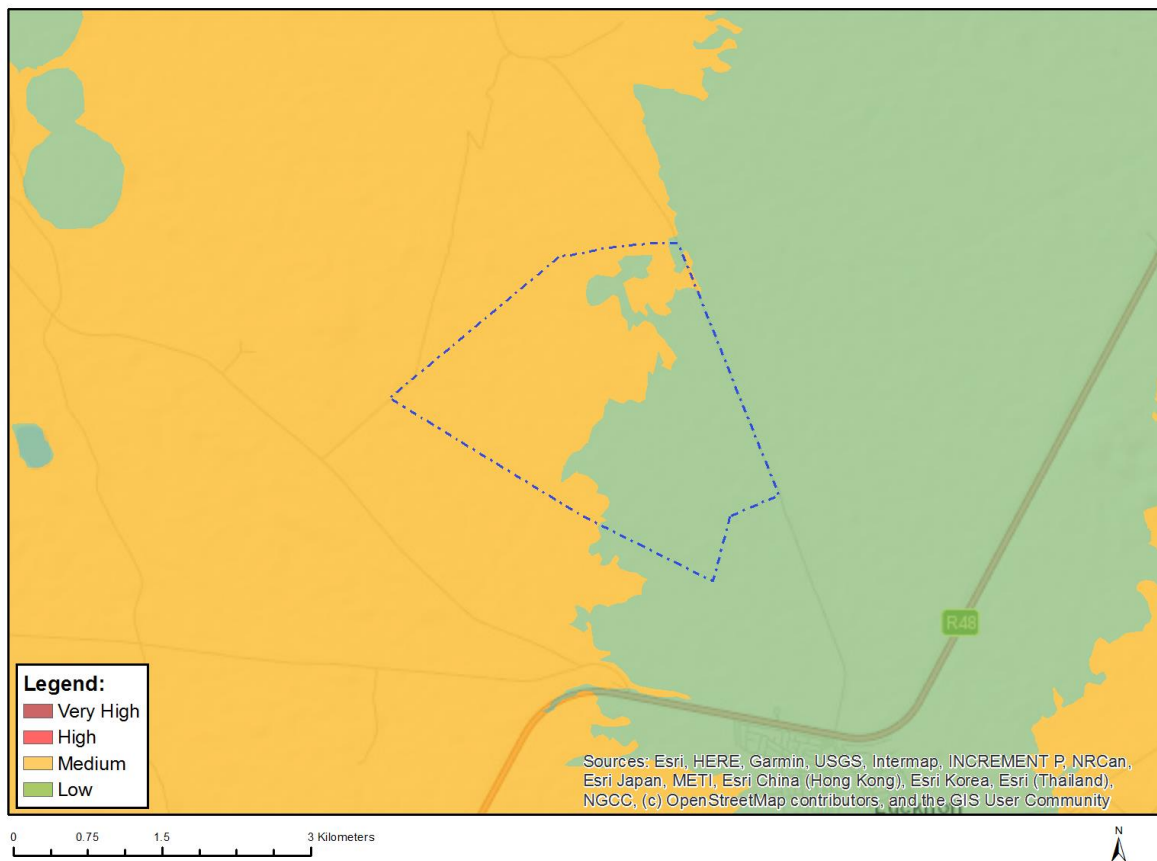 R48
Legend:
Very High
High
Medium
Low
Sources: Esri, HERE, Garmin, USGS, Intermap, INCREMENT P, NRCan,
Esri Japan, METI, Esri China (Hong Kong), Esri Korea, Esri (Thailand),
NGCC, (c) OpenStreetMap contributors, and the GIS User Community
0 0.75 1.5 3 Kilometers
N